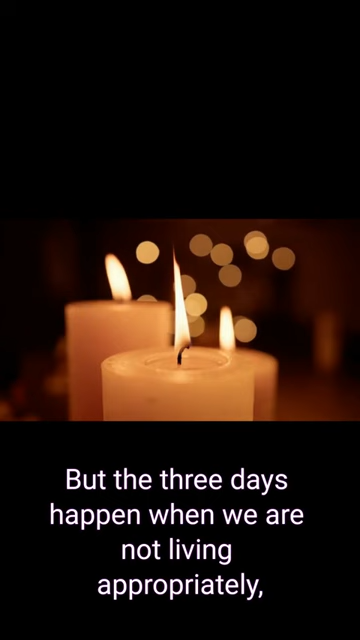 But the three days
happen when we are
not living
appropriately,